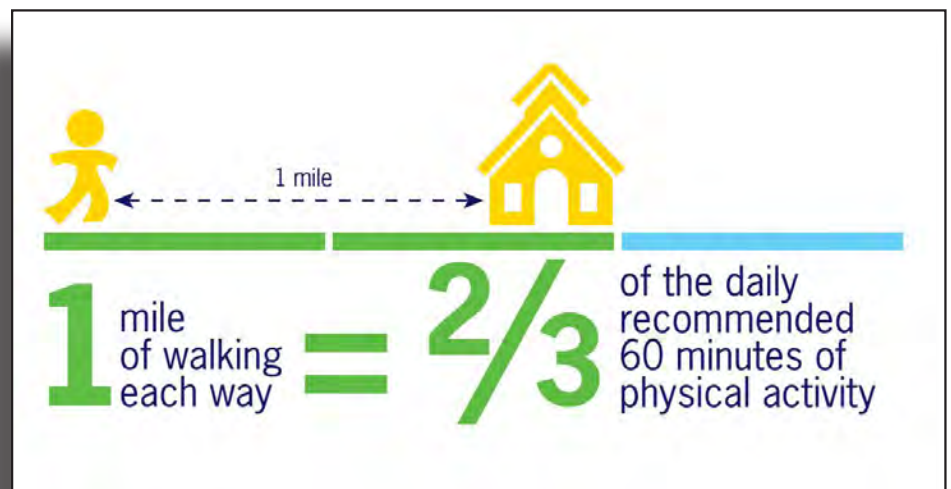 1 mile
1 mile
of walking
each way
=
2/3
of the daily
recommended
60 minutes of
physical activity